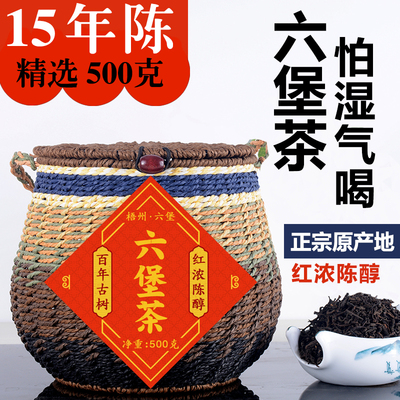 15年陈
精选 500克
六堡茶
怕湿气喝
正宗原产地
红浓陈醇
梧州·六堡
百年古树
六堡茶
红浓陈醇
净重:500克